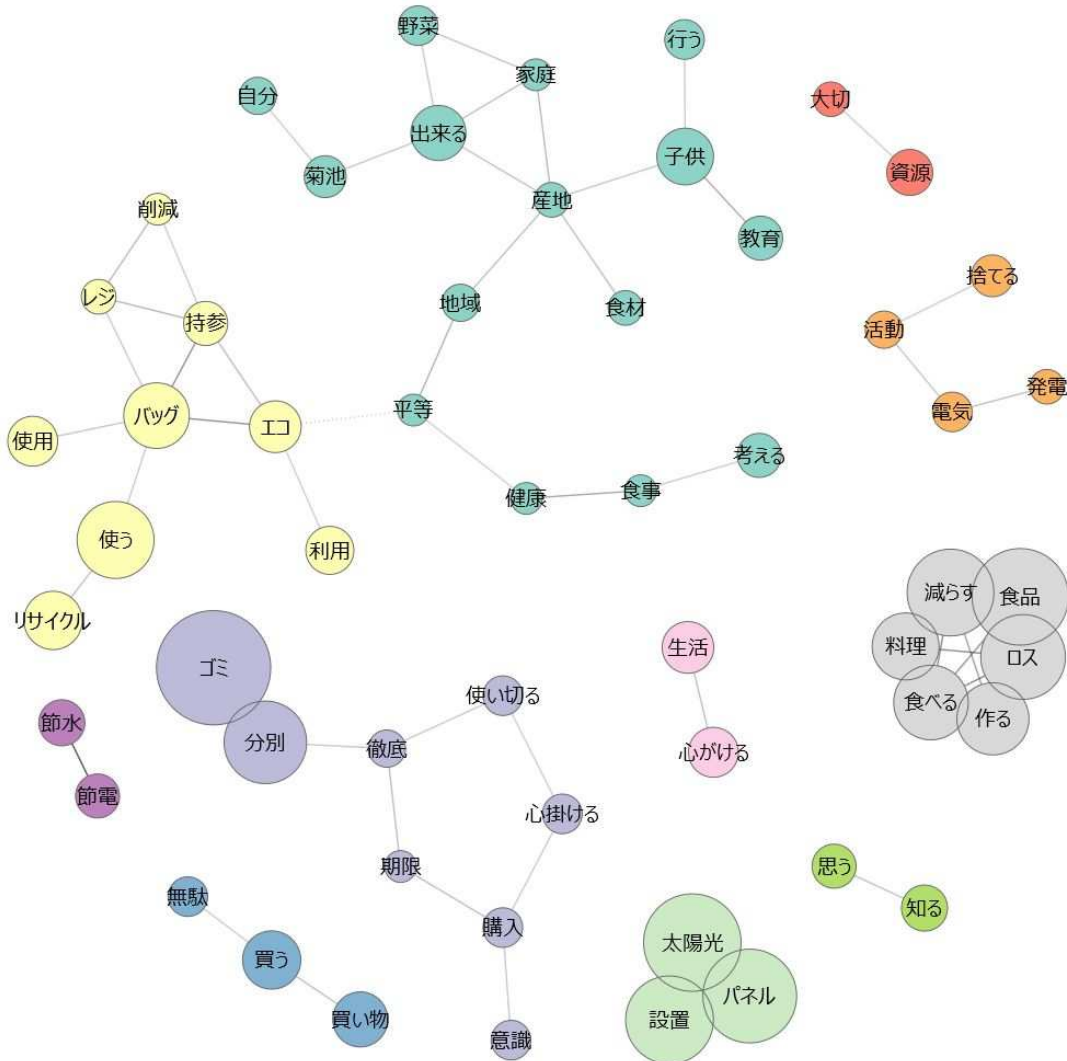 野菜
行う
家庭
自分
大切
出来る
子供
菊池
資源
産地
削減
教育
捨てる
レジ
地域
食材
持参
活動
発電
バッグ
平等
電気
使用
エコ
考える
健康
食事
使う
利用
減らす
食品
リサイクル
料理
ロス
生活
ゴミ
使い切る
食べる
作る
節水
分別
徹底
心がける
節電
心掛ける
期限
思う
無駄
知る
購入
太陽光
買う
パネル
買い物
設置
意識